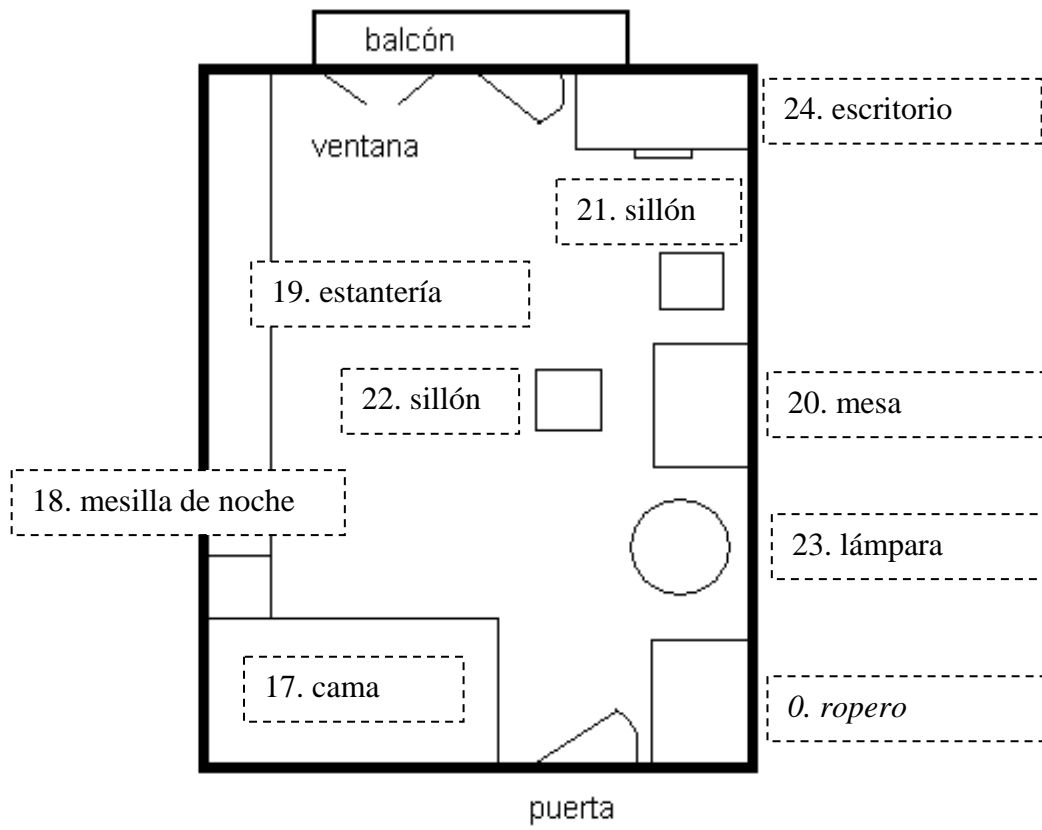 balcón
24. escritorio
ventana
21. sillón
19. estantería
22. sillón
20. mesa
18. mesilla de noche
23. lámpara
17. cama
0. ropero
puerta